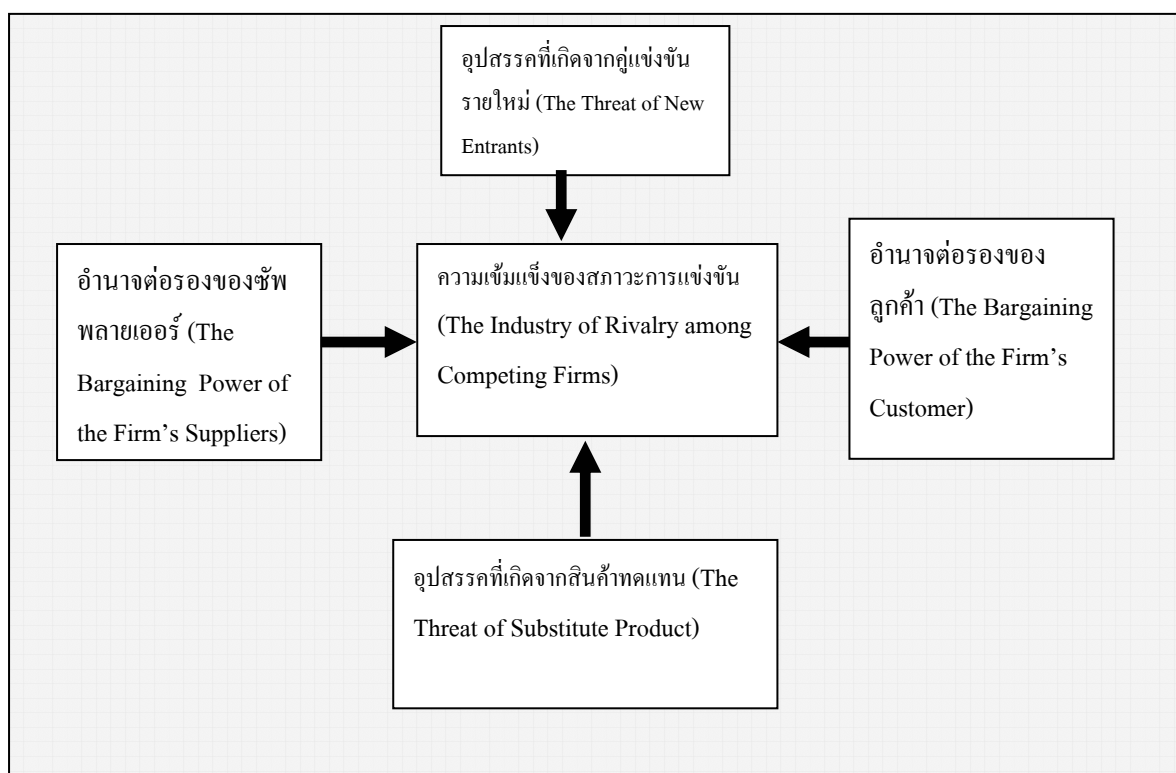 อุปสรรคที่เกิดจากคู่แข่งขัน
รายใหม่ (The Threat of New
Entrants)
อำนาจต่อรองของซัพ
พลายเออร์ (The
Bargaining Power of
the Firm's Suppliers)
ความเข้มแข็งของสภาวะการแข่งขัน
(The Industry of Rivalry among
Competing Firms)
อำนาจต่อรองของ
ลูกค้า (The Bargaining
Power of the Firm's
Customer)
อุปสรรคที่เกิดจากสินค้าทดแทน (The
Threat of Substitute Product)